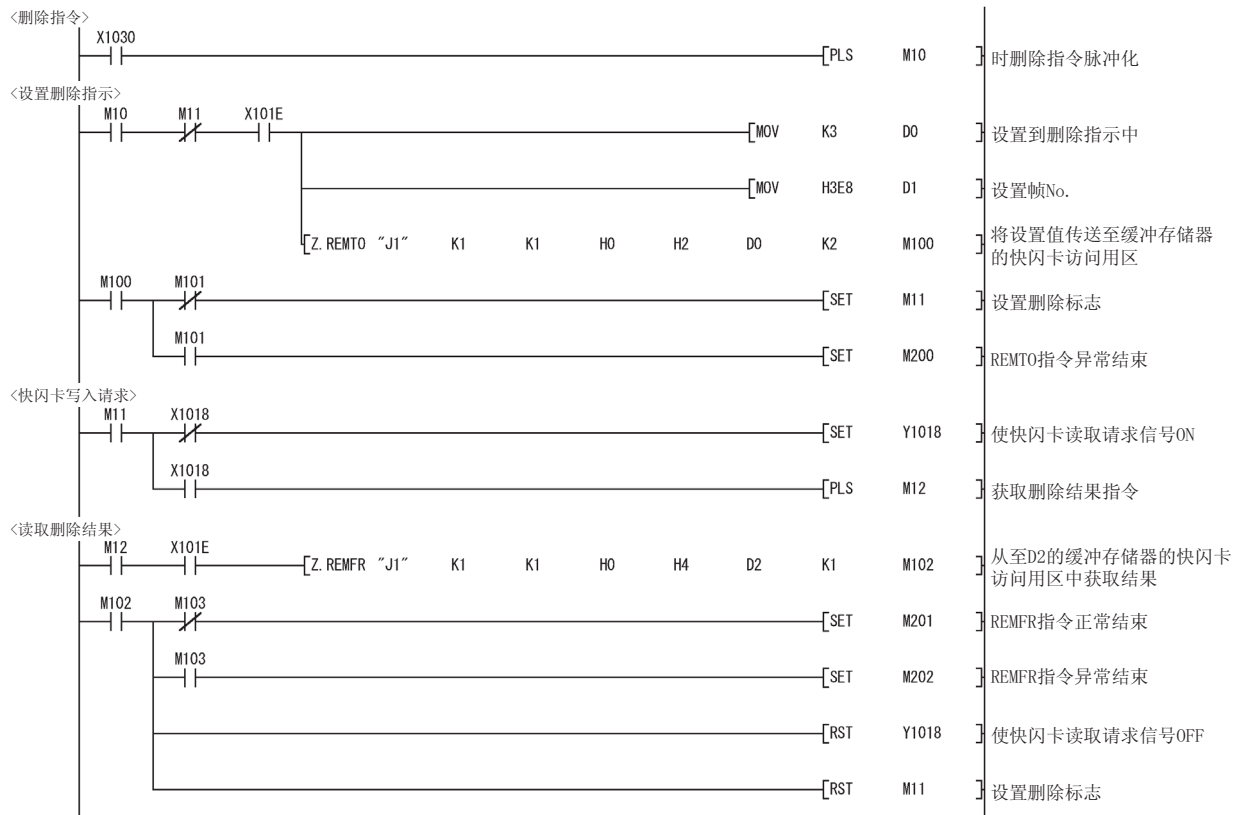 <删除指令>
X1030
PLS M10 时删除指令脉冲化
<设置删除指示>
M10 M11 X101E
MOV K3 D0 设置到删除指示中
MOV H3E8 D1 设置帧No.
Z.REMTO "J1" K1 K1 H0 H2 D0 K2 M100 将设置值传送至缓冲存储器
的快闪卡访问用区
M100 M101
SET M11 设置删除标志
M101
SET M200 REMTO指令异常结束
<快闪卡写入请求>
M11 X1018
SET Y1018 使快闪卡读取请求信号ON
X1018
PLS M12 获取删除结果指令
<读取删除结果>
M12 X101E
Z.REMFR "J1" K1 K1 H0 H4 D2 K1 M102 从至D2的缓冲存储器的快闪卡
访问用区中获取结果
M102 M103
SET M201 REMFR指令正常结束
M103
SET M202 REMFR指令异常结束
RST Y1018 使快闪卡读取请求信号OFF
RST M11 设置删除标志